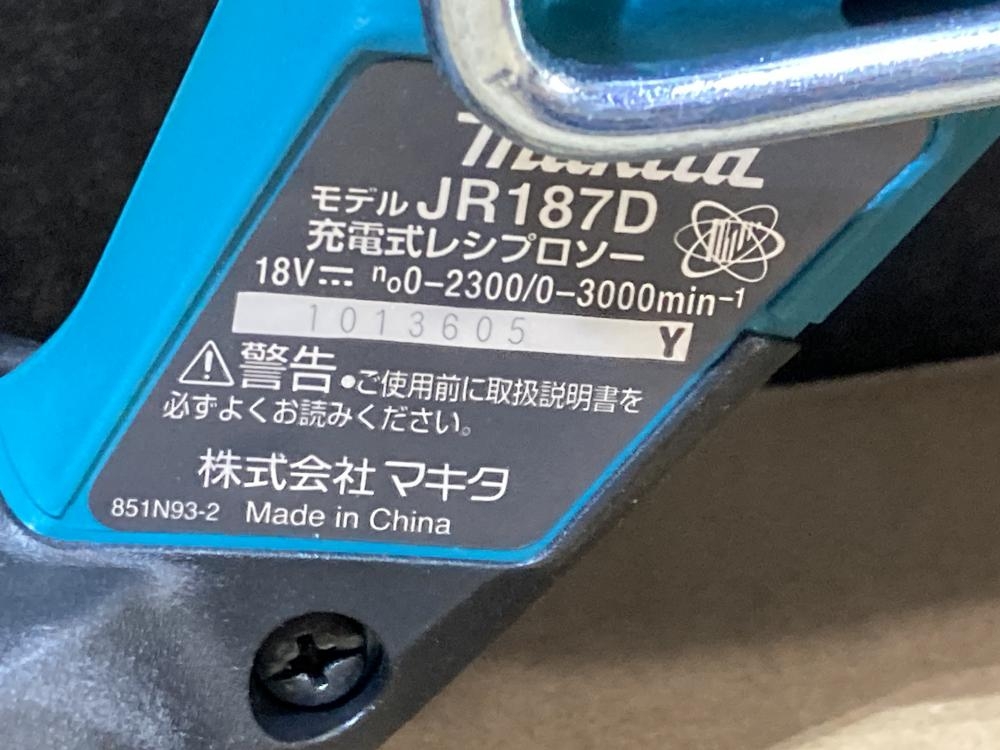 makita
モデル JR187D
充電式レシプロソー
18V⎓ n₀0-2300/0-3000min⁻¹
1013605 Y
警告 ●ご使用前に取扱説明書を
必ずよくお読みください。
株式会社 マキタ
851N93-2 Made in China